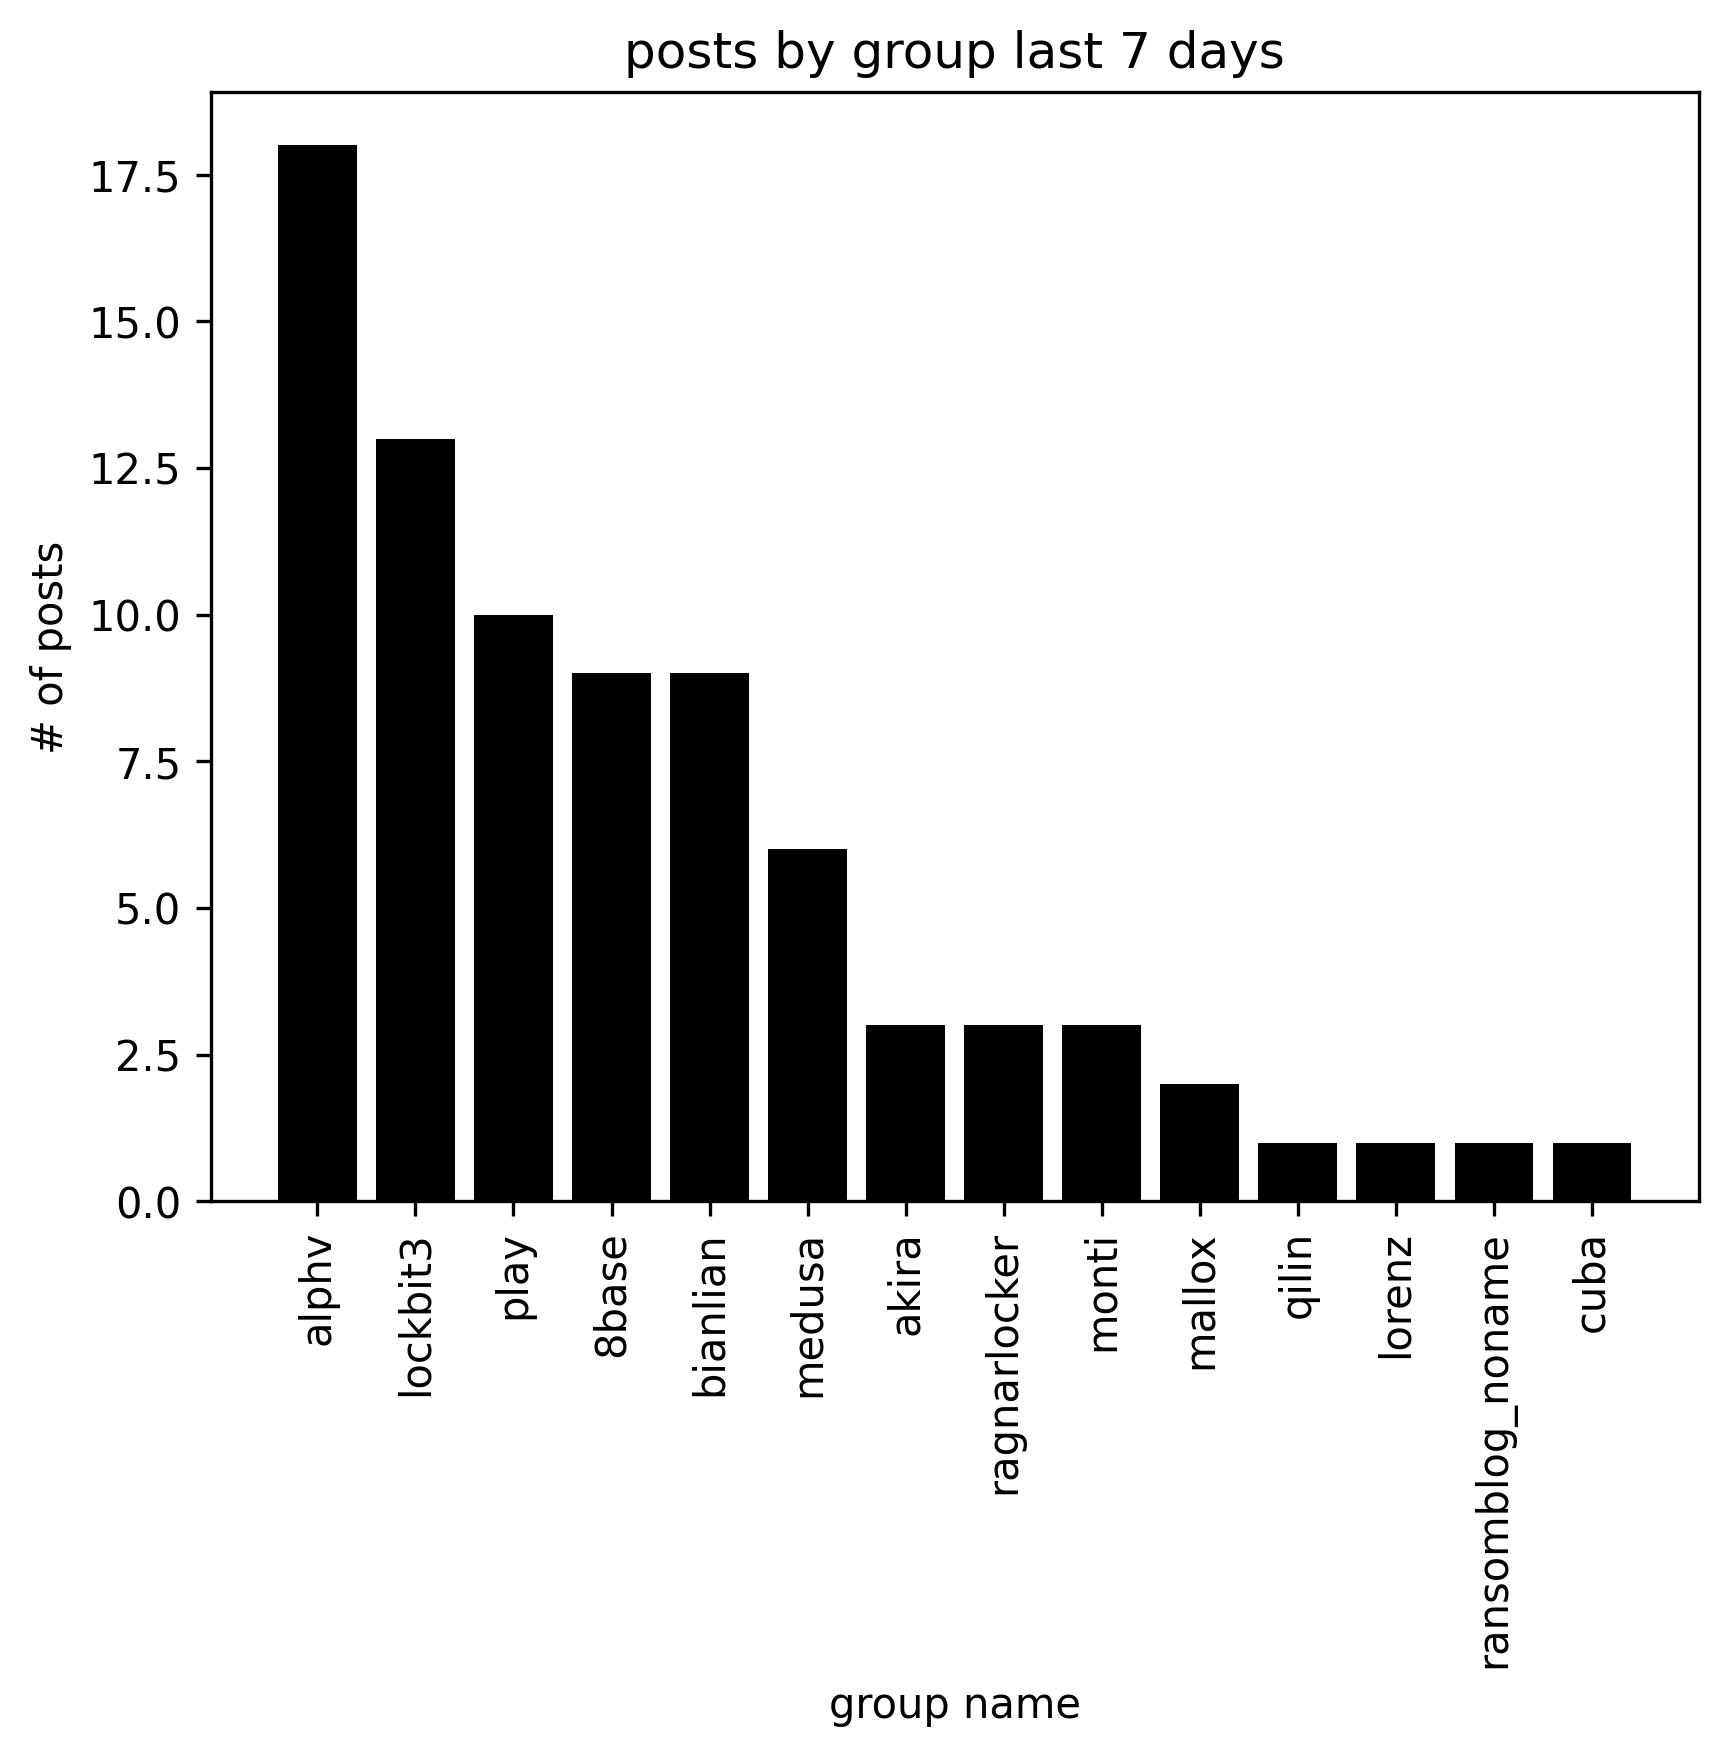 posts by group last 7 days
# of posts
17.5
15.0
12.5
10.0
7.5
5.0
2.5
0.0
alphv
lockbit3
play
8base
bianlian
medusa
akira
ragnarlocker
monti
mallox
qilin
lorenz
ransomblog_noname
cuba
group name